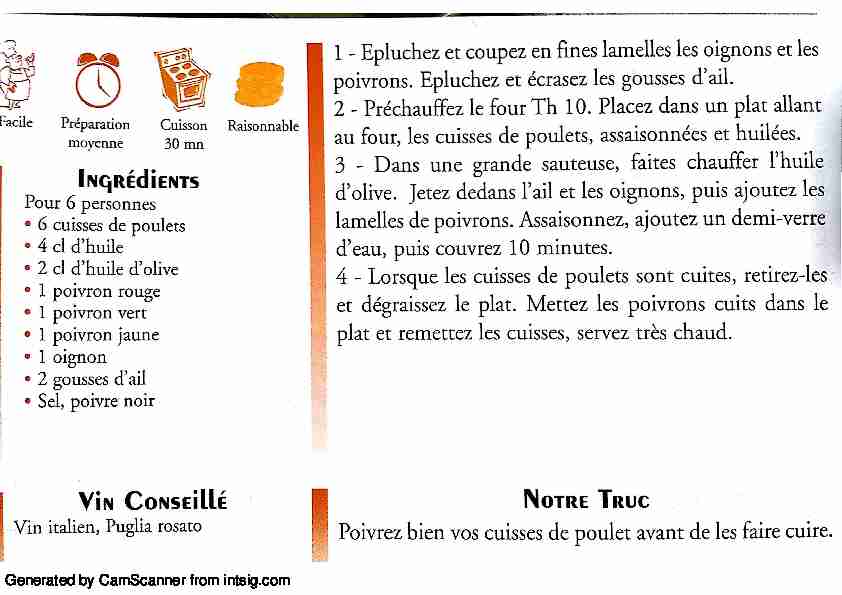 Facile
Préparation
moyenne
Cuisson
30 mn
Raisonnable
Ingrédients
Pour 6 personnes
• 6 cuisses de poulets
• 4 cl d'huile
• 2 cl d'huile d'olive
• 1 poivron rouge
• 1 poivron vert
• 1 poivron jaune
• 1 oignon
• 2 gousses d'ail
• Sel, poivre noir
1 - Epluchez et coupez en fines lamelles les oignons et les
poivrons. Epluchez et écrasez les gousses d'ail.
2 - Préchauffez le four Th 10. Placez dans un plat allant
au four, les cuisses de poulets, assaisonnées et huilées.
3 - Dans une grande sauteuse, faites chauffer l'huile
d'olive. Jetez dedans l'ail et les oignons, puis ajoutez les
lamelles de poivrons. Assaisonnez, ajoutez un demi-verre
d'eau, puis couvrez 10 minutes.
4 - Lorsque les cuisses de poulets sont cuites, retirez-les
et dégraissez le plat. Mettez les poivrons cuits dans le
plat et remettez les cuisses, servez très chaud.
Vin Conseillé
Vin italien, Puglia rosato
Notre Truc
Poivrez bien vos cuisses de poulet avant de les faire cuire.
Generated by CamScanner from intsig.com